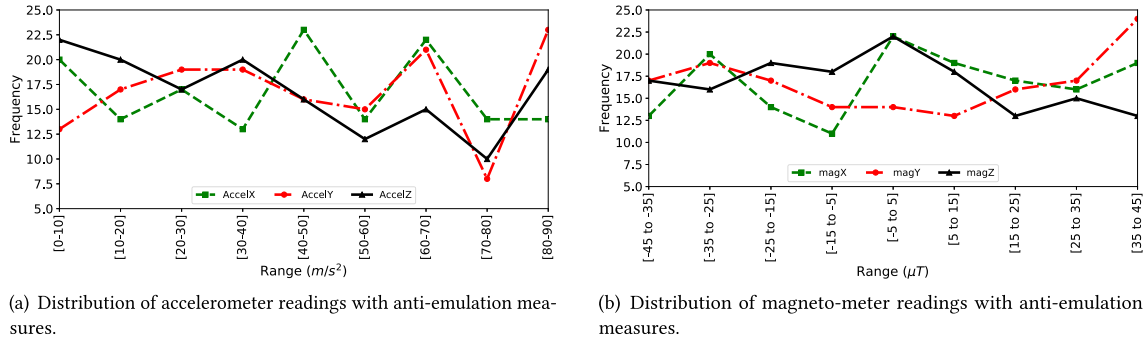 25.0
22.5
20.0
17.5
15.0
12.5
10.0
7.5
5.0
Frequency
AccelX AccelY AccelZ
[0-10]
[10-20]
[20-30]
[30-40]
[40-50]
[50-60]
[60-70]
[70-80]
[80-90]
Range (m/s²)
(a) Distribution of accelerometer readings with anti-emulation mea-
sures.
25.0
22.5
20.0
17.5
15.0
12.5
10.0
7.5
5.0
Frequency
magX magY magZ
[-45 to -35]
[-35 to -25]
[-25 to -15]
[-15 to -5]
[-5 to 5]
[5 to 15]
[15 to 25]
[25 to 35]
[35 to 45]
Range (μT)
(b) Distribution of magneto-meter readings with anti-emulation
measures.